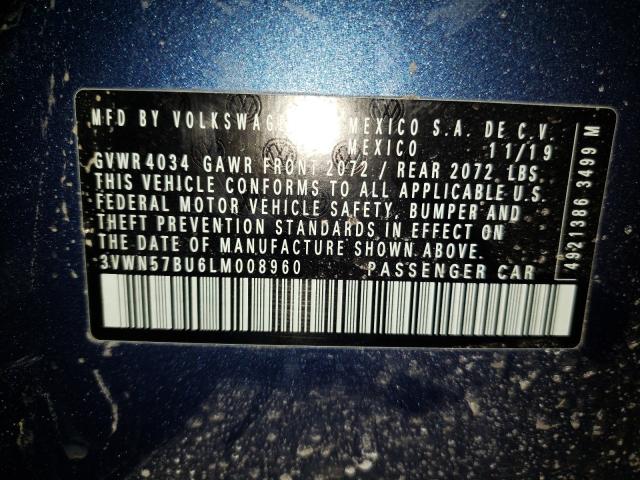 MFD BY VOLKSWAGEN MEXICO S.A. DE C.V.
MEXICO 11/19
GVWR 4034 GAWR FRONT 2072 / REAR 2072 LBS.
THIS VEHICLE CONFORMS TO ALL APPLICABLE U.S.
FEDERAL MOTOR VEHICLE SAFETY, BUMPER AND
THEFT PREVENTION STANDARDS IN EFFECT ON
THE DATE OF MANUFACTURE SHOWN ABOVE.
3VWN57BU6LM008960 PASSENGER CAR
4921386 3499 M